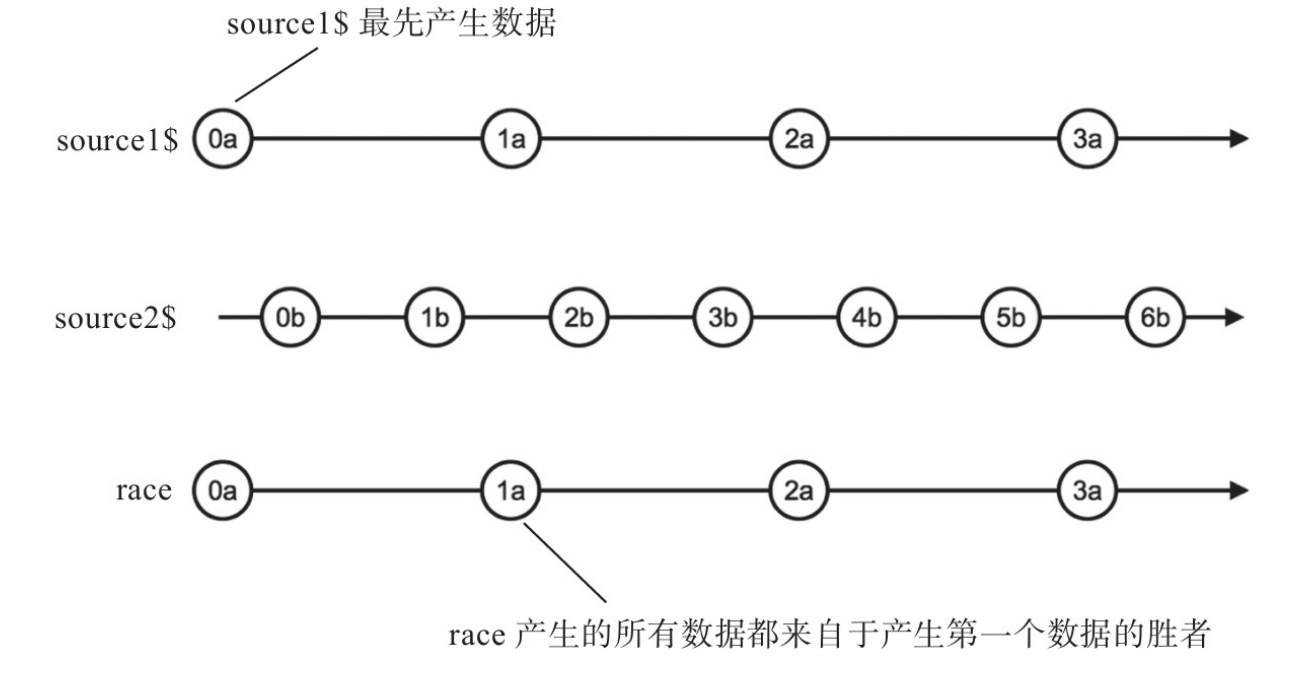 source1$ 最先产生数据
source1$ 0a 1a 2a 3a
source2$ 0b 1b 2b 3b 4b 5b 6b
race 0a 1a 2a 3a
race 产生的所有数据都来自于产生第一个数据的胜者